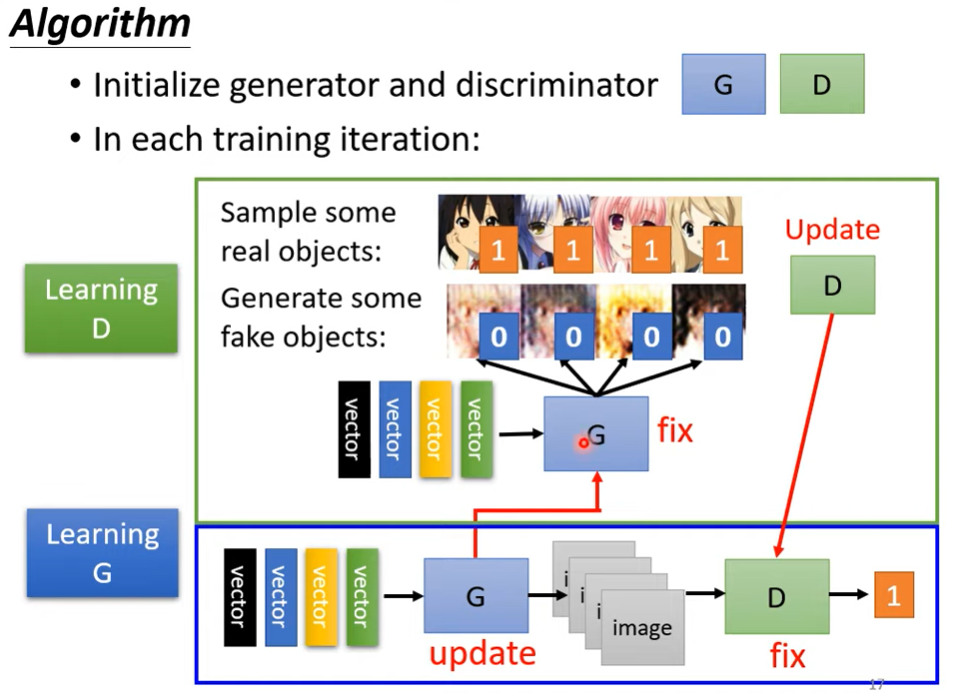 Algorithm
• Initialize generator and discriminator G D
• In each training iteration:
Sample some
real objects:
1 1 1 1
Update
D
Learning
D
Generate some
fake objects:
0 0 0 0
vector vector vector vector
G
fix
Learning
G
vector vector vector vector
G
update
i
i
i
image
D
fix
1
17